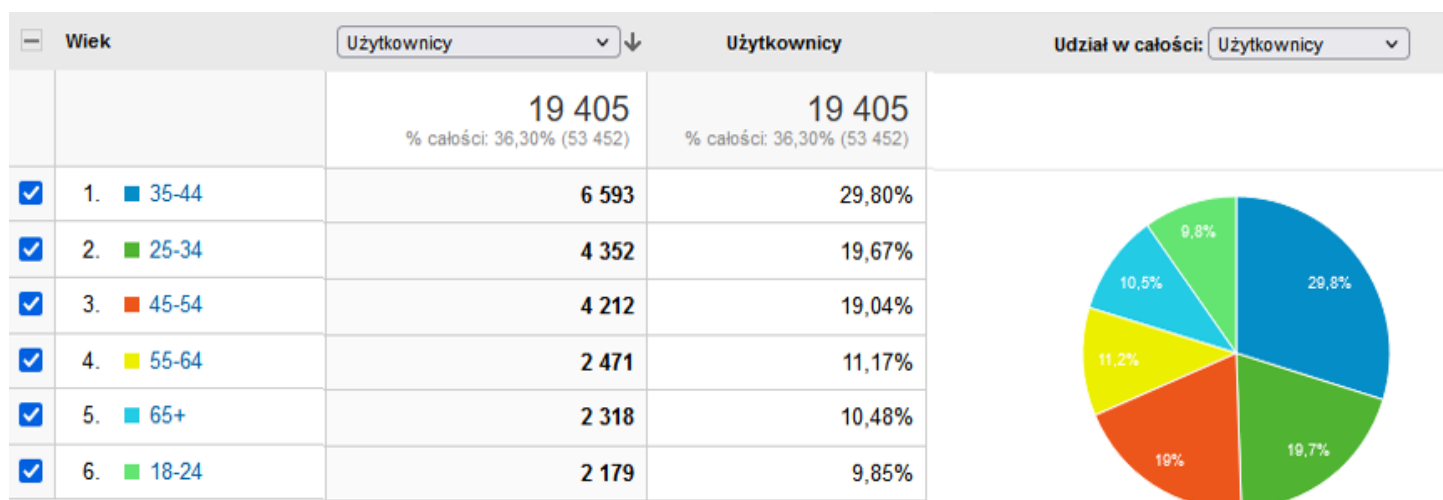 Wiek Użytkownicy Użytkownicy Udział w całości: Użytkownicy
19 405 19 405
% całości: 36,30% (53 452) % całości: 36,30% (53 452)
1. 35-44 6 593 29,80%
2. 25-34 4 352 19,67%
3. 45-54 4 212 19,04%
4. 55-64 2 471 11,17%
5. 65+ 2 318 10,48%
6. 18-24 2 179 9,85%
9,8%
10,5% 29,8%
11,2%
19% 19,7%